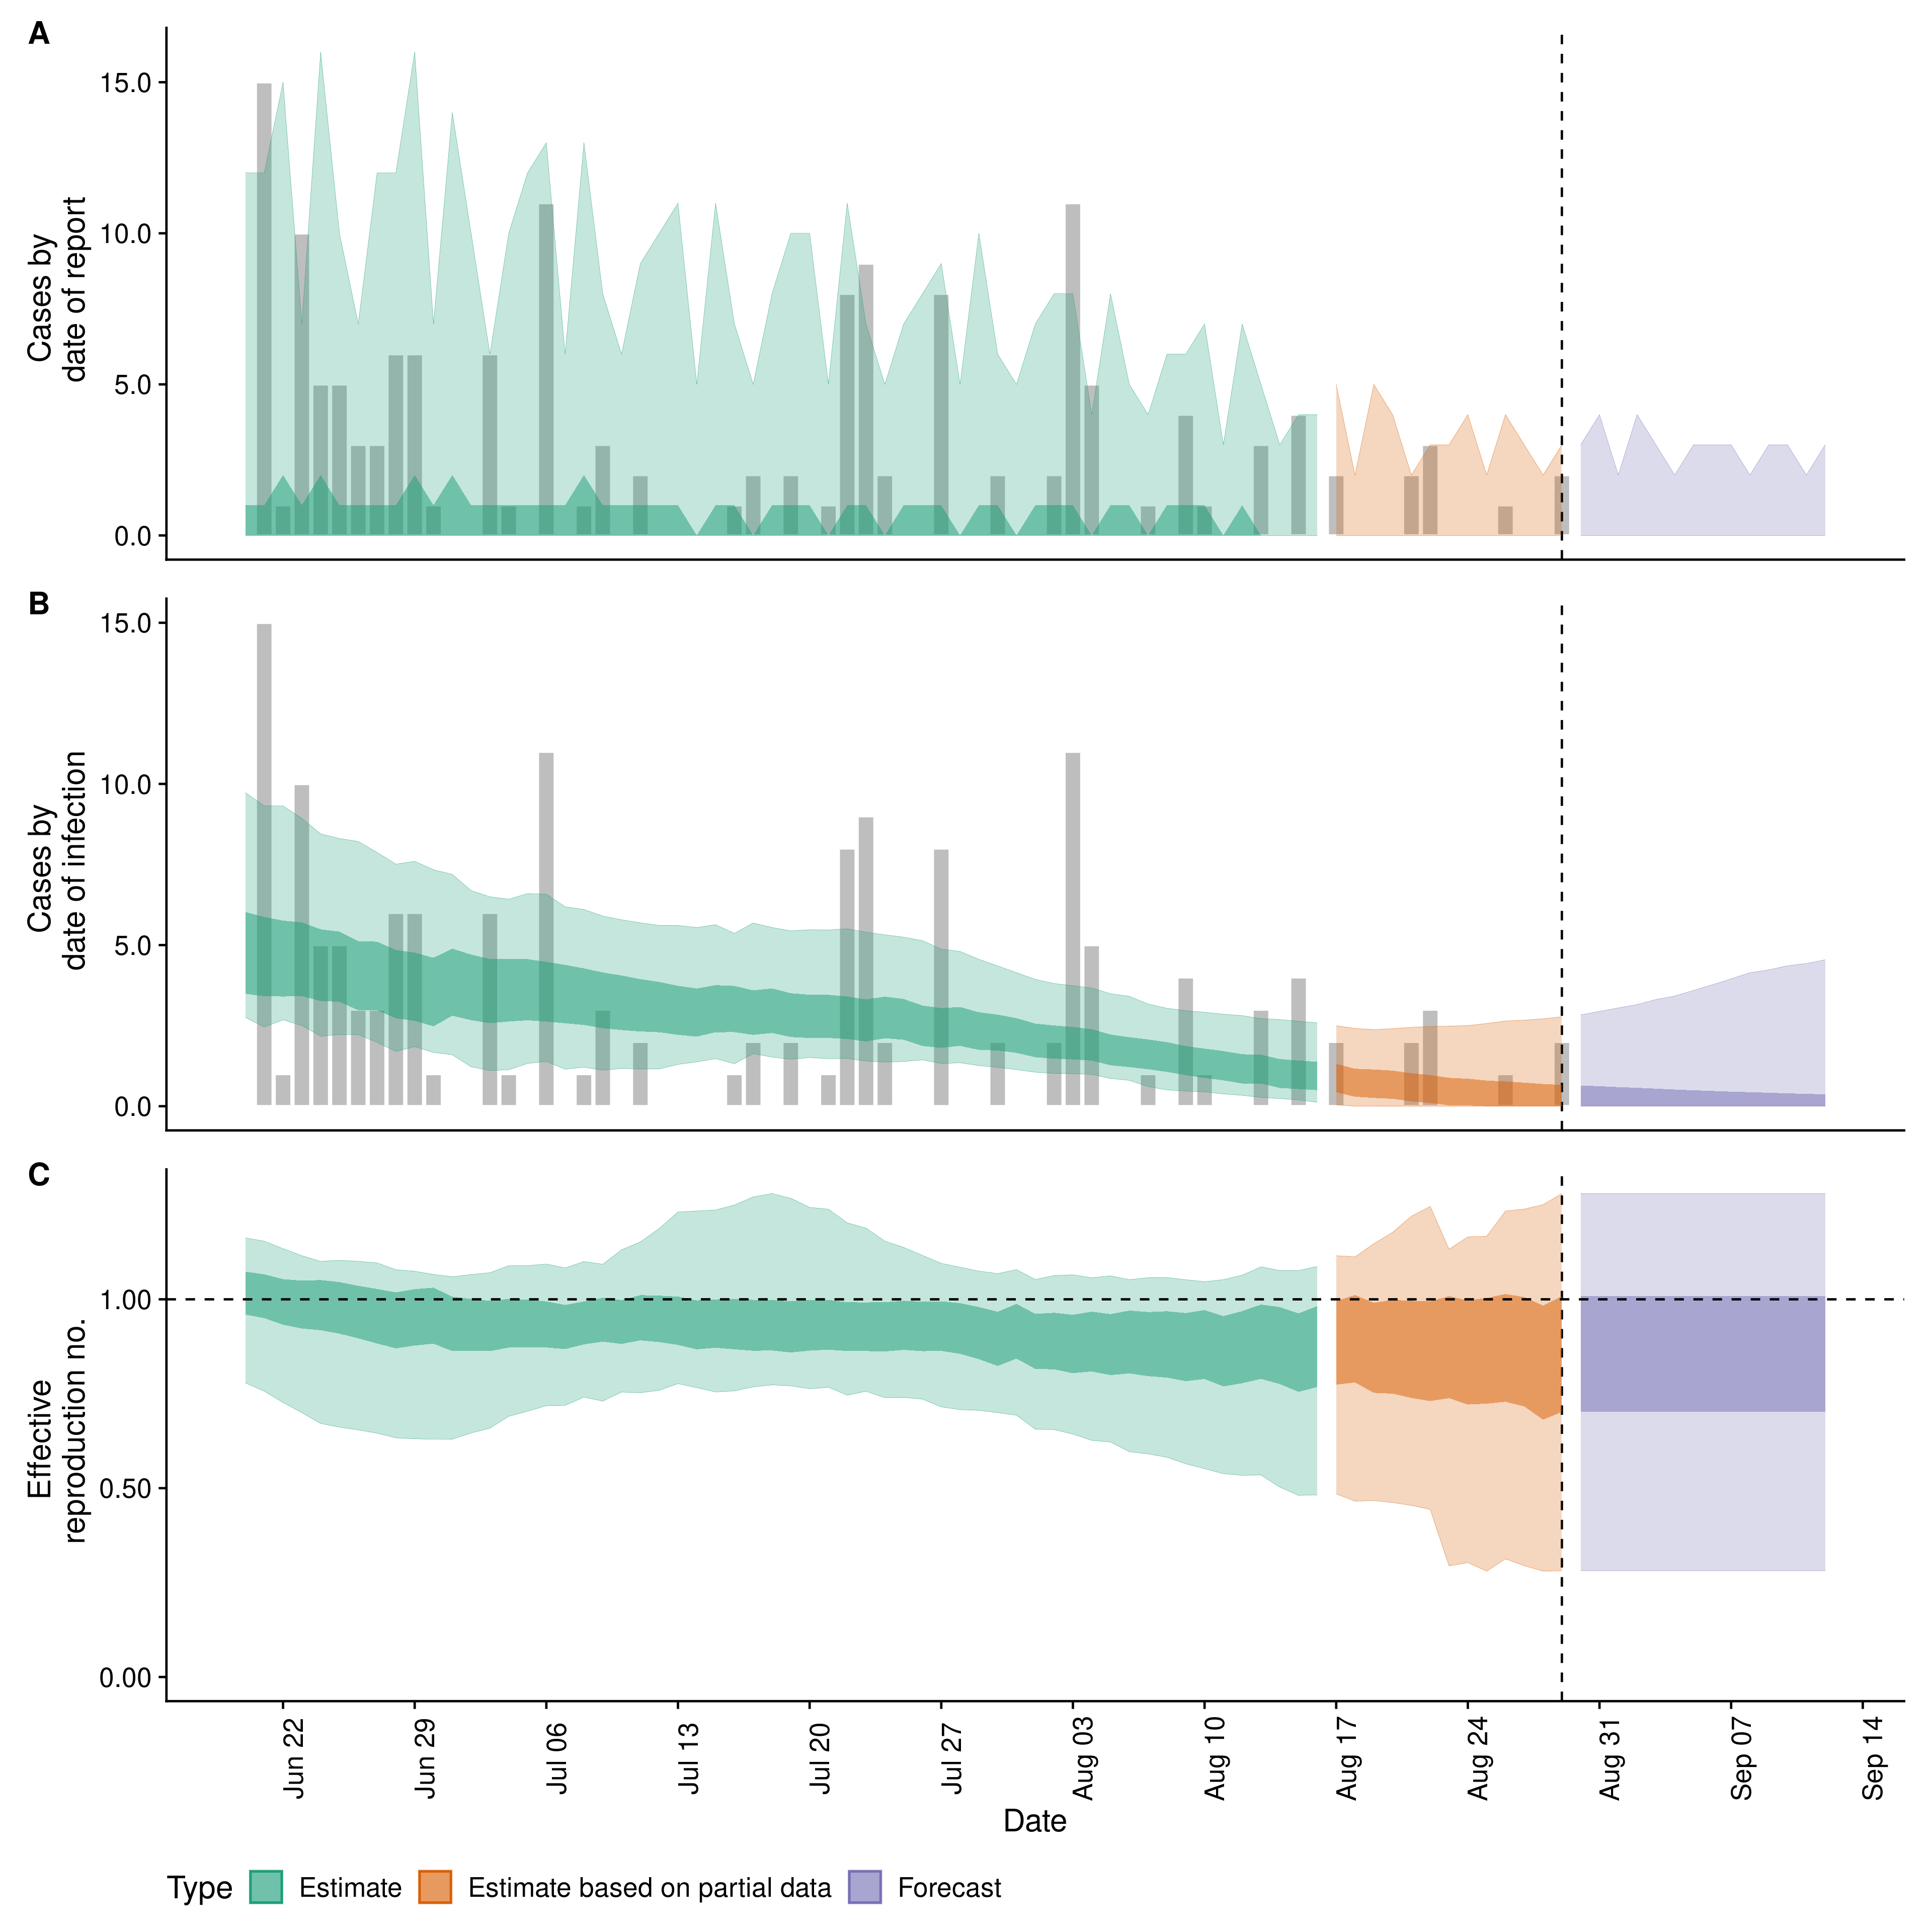 A
15.0
10.0
5.0
0.0
Cases by
date of report
B
15.0
10.0
5.0
0.0
Cases by
date of infection
C
1.00
0.50
0.00
Effective
reproduction no.
Jun 22
Jun 29
Jul 06
Jul 13
Jul 20
Jul 27
Aug 03
Aug 10
Aug 17
Aug 24
Aug 31
Sep 07
Sep 14
Date
Type Estimate Estimate based on partial data Forecast